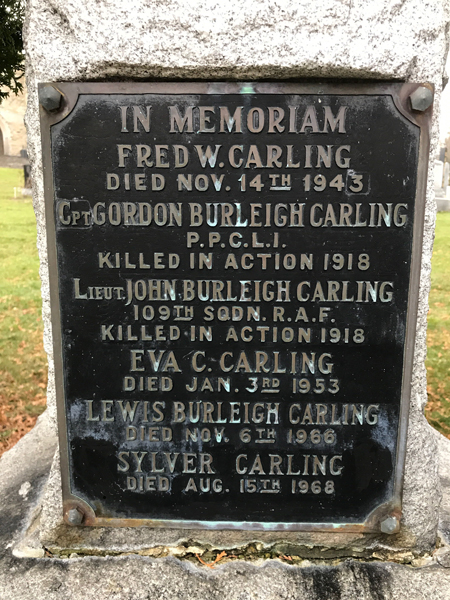 IN MEMORIAM
FRED W. CARLING
DIED NOV. 14TH 1943
CPT GORDON BURLEIGH CARLING
P.P.C.L.I.
KILLED IN ACTION 1918
LIEUT. JOHN BURLEIGH CARLING
109TH SQDN. R.A.F.
KILLED IN ACTION 1918
EVA C. CARLING
DIED JAN. 3RD 1953
LEWIS BURLEIGH CARLING
DIED NOV. 6TH 1966
SYLVER CARLING
DIED AUG. 15TH 1968